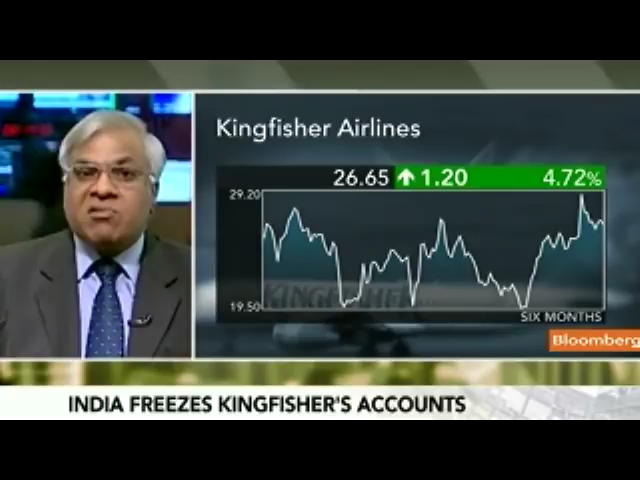 Kingfisher Airlines
26.65 ↑ 1.20 4.72%
29.20
KINGFISHER
19.50
SIX MONTHS
Bloomberg
INDIA FREEZES KINGFISHER'S ACCOUNTS